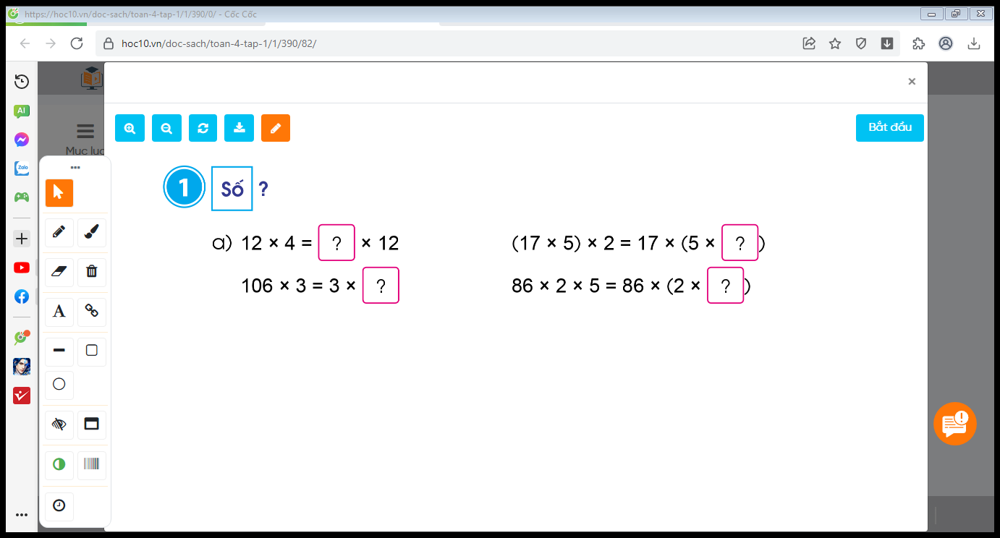 https://hoc10.vn/doc-sach/toan-4-tap-1/1/390/0/ - Cốc Cốc
hoc10.vn/doc-sach/toan-4-tap-1/1/390/82/
×
AI
Zalo
Mục lục
Bắt đầu
1 Số ?
a) 12 × 4 = ? × 12
(17 × 5) × 2 = 17 × (5 × ?)
106 × 3 = 3 × ?
86 × 2 × 5 = 86 × (2 × ?)
A